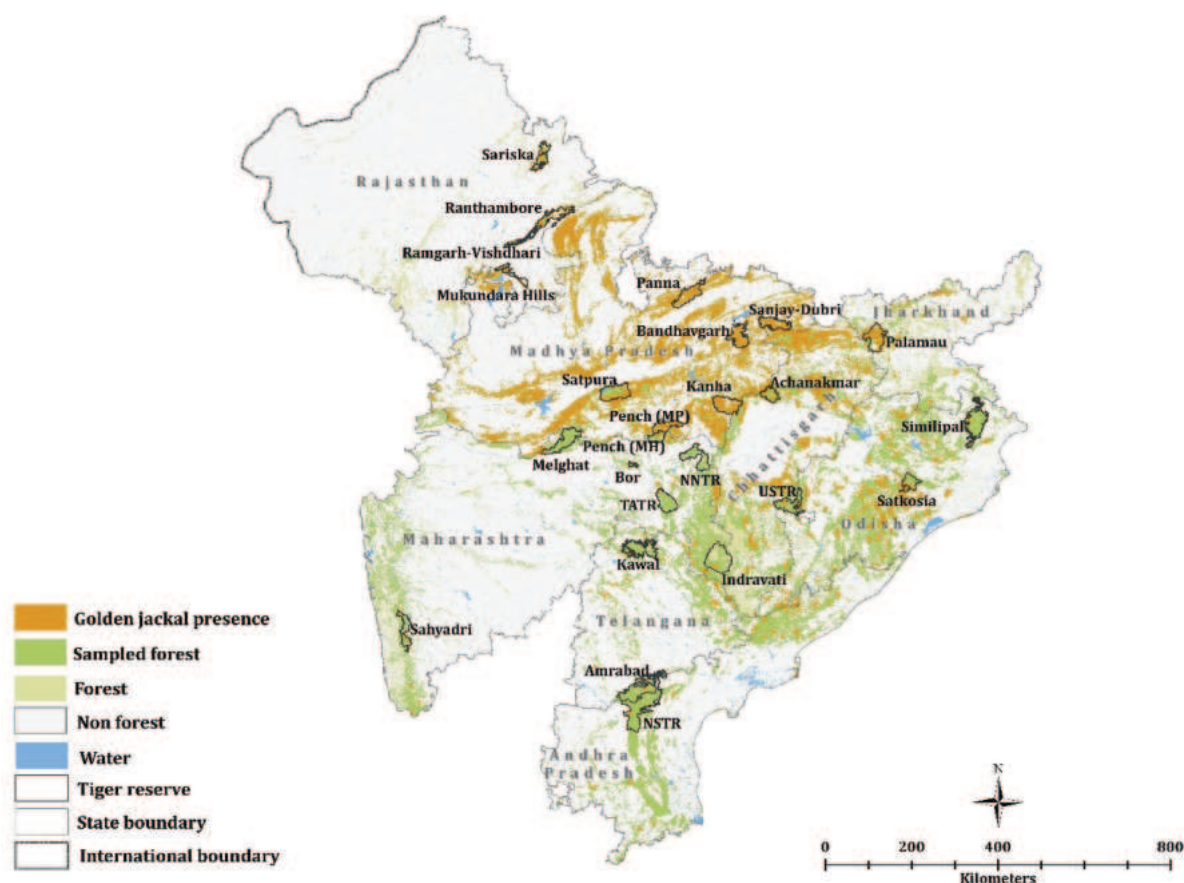 Sariska
Rajasthan
Ranthambore
Ramgarh-Vishdhari
Mukundara Hills
Panna
Sanjay-Dubri
Jharkhand
Bandhavgarh
Palamau
Madhya Pradesh
Satpura
Kanha
Achanakmar
Pench (MP)
Similipal
Pench (MH)
Melghat
Chhattisgarh
Bor
NNTR
USTR
Satkosia
TATR
Odisha
Maharashtra
Kawal
Indravati
Golden jackal presence
Telangana
Sahyadri
Sampled forest
Amrabad
Forest
Non forest
NSTR
Water
Andhra
Pradesh
Tiger reserve
State boundary
International boundary
N
0 200 400 800
Kilometers